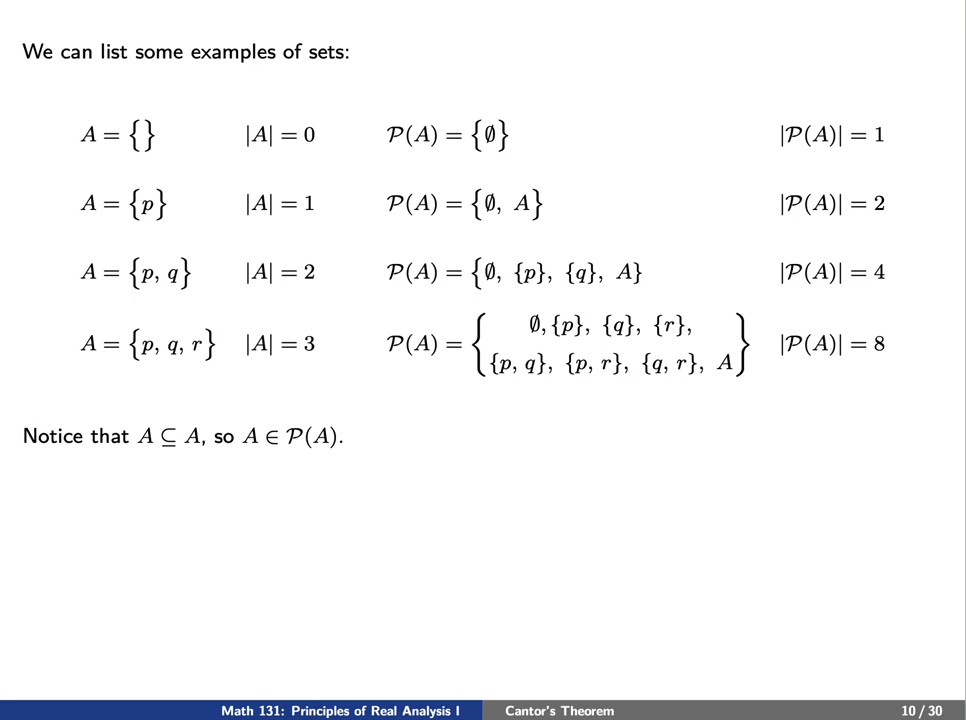 We can list some examples of sets:
A = {} |A| = 0 𝒫(A) = {∅} |𝒫(A)| = 1
A = {p} |A| = 1 𝒫(A) = {∅, A} |𝒫(A)| = 2
A = {p, q} |A| = 2 𝒫(A) = {∅, {p}, {q}, A} |𝒫(A)| = 4
A = {p, q, r} |A| = 3 𝒫(A) = { ∅, {p}, {q}, {r},
{p, q}, {p, r}, {q, r}, A } |𝒫(A)| = 8
Notice that A ⊆ A, so A ∈ 𝒫(A).
Math 131: Principles of Real Analysis I Cantor's Theorem 10 / 30